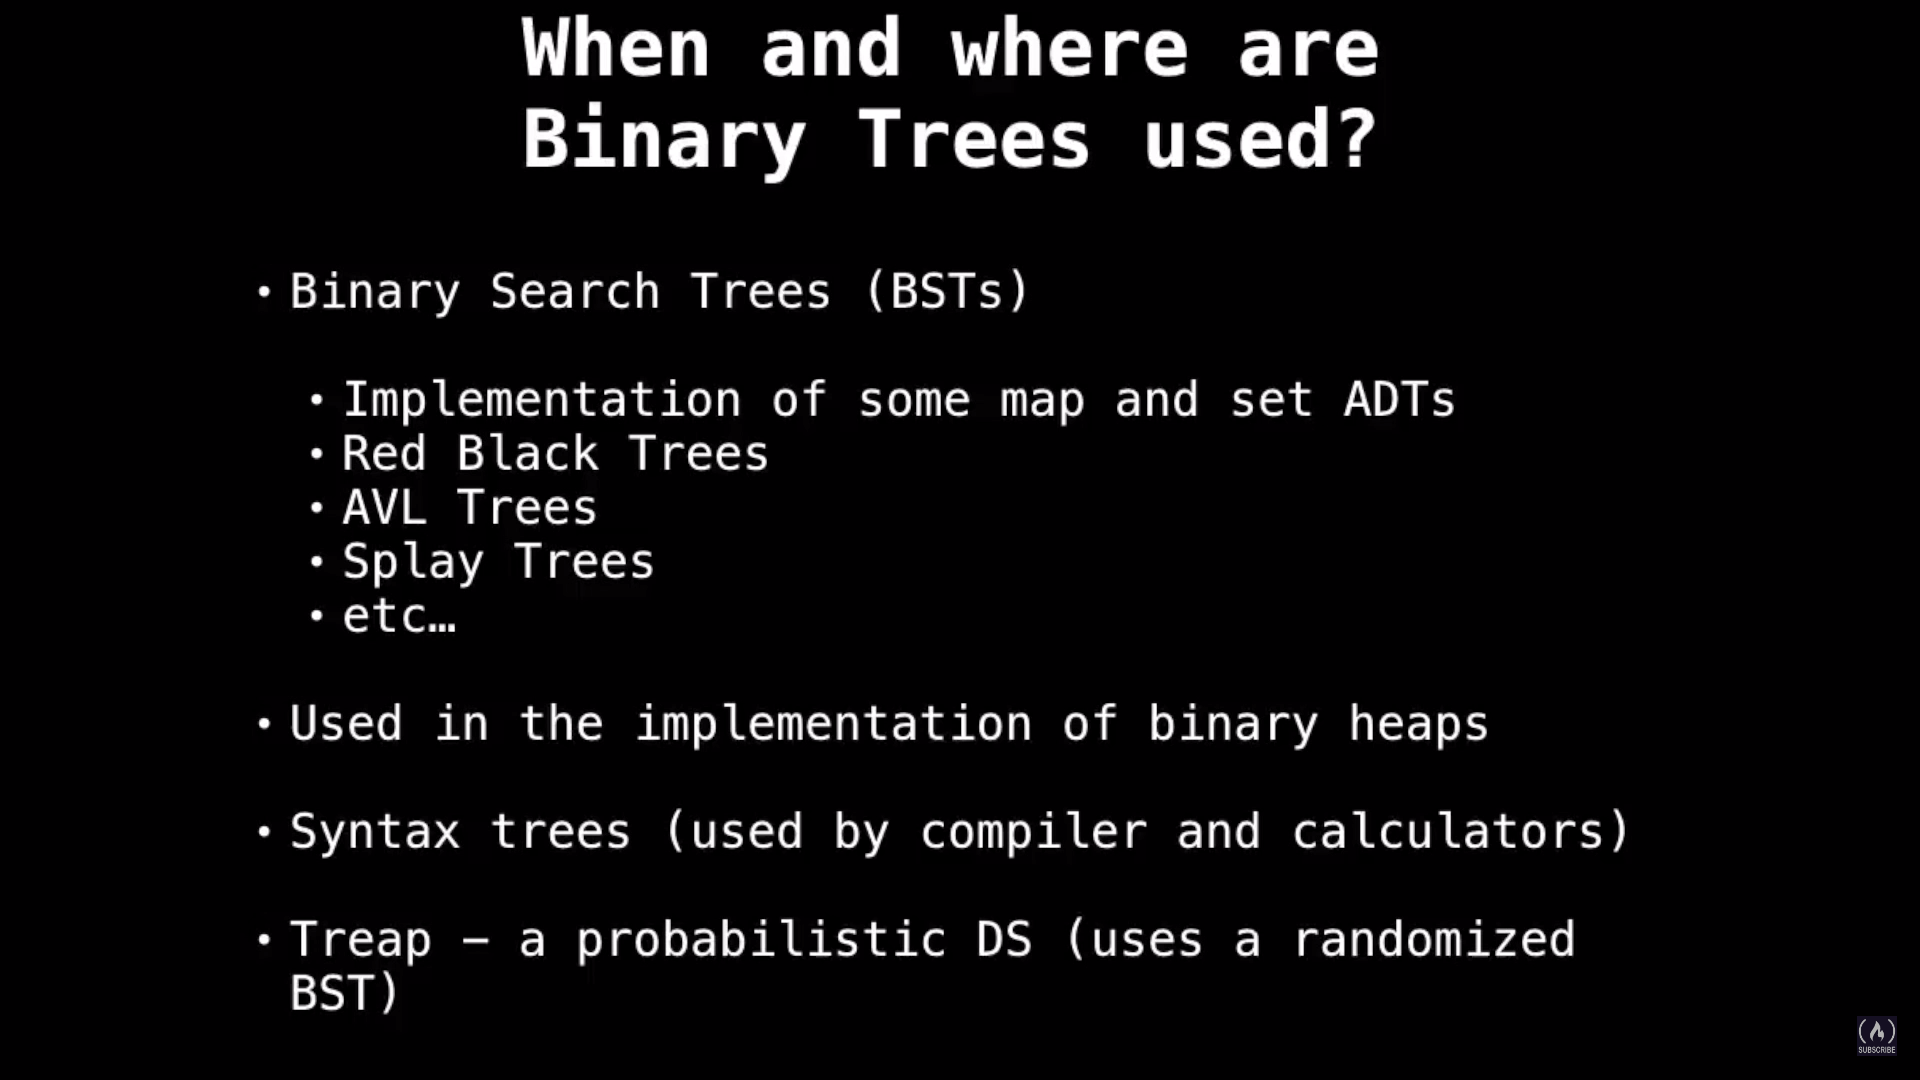 When and where are
Binary Trees used?
• Binary Search Trees (BSTs)
• Implementation of some map and set ADTs
• Red Black Trees
• AVL Trees
• Splay Trees
• etc…
• Used in the implementation of binary heaps
• Syntax trees (used by compiler and calculators)
• Treap – a probabilistic DS (uses a randomized
BST)
SUBSCRIBE